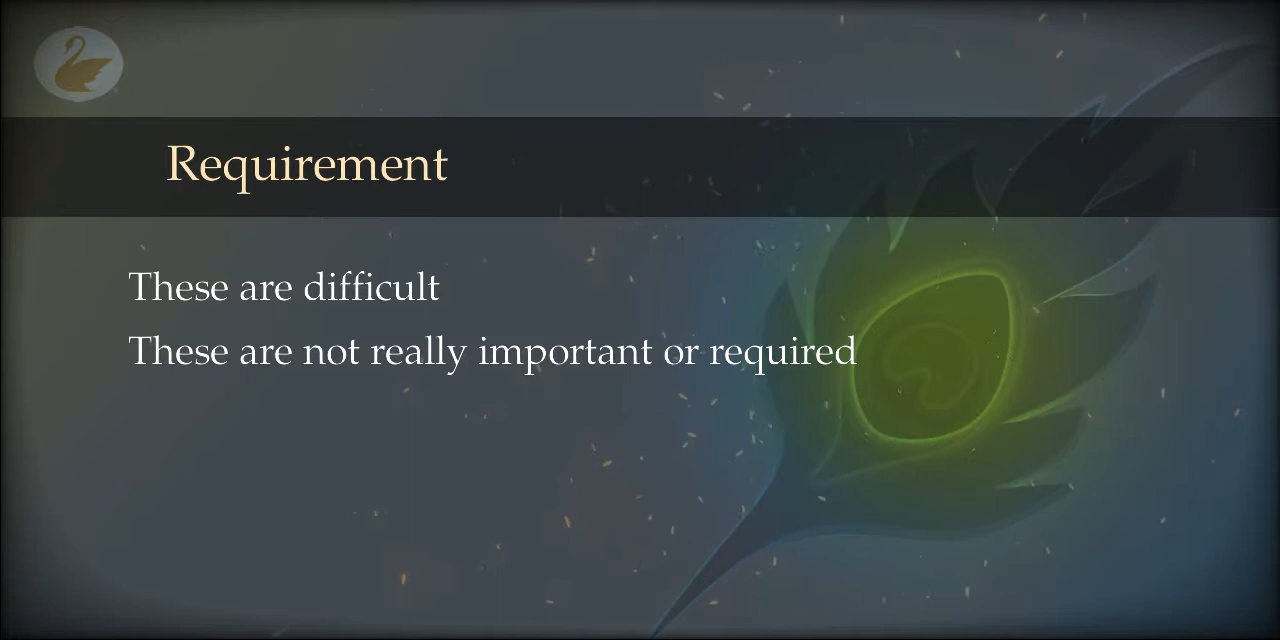 Requirement
These are difficult
These are not really important or required